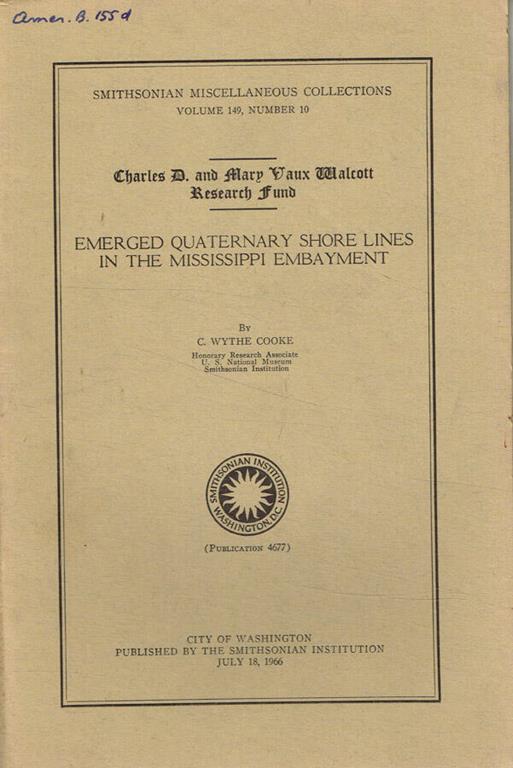 Amer. B. 155d
SMITHSONIAN MISCELLANEOUS COLLECTIONS
VOLUME 149, NUMBER 10
Charles D. and Mary Vaux Walcott
Research Fund
EMERGED QUATERNARY SHORE LINES
IN THE MISSISSIPPI EMBAYMENT
By
C. WYTHE COOKE
Honorary Research Associate
U. S. National Museum
Smithsonian Institution
SMITHSONIAN INSTITUTION
WASHINGTON, D.C.
(PUBLICATION 4677)
CITY OF WASHINGTON
PUBLISHED BY THE SMITHSONIAN INSTITUTION
JULY 18, 1966